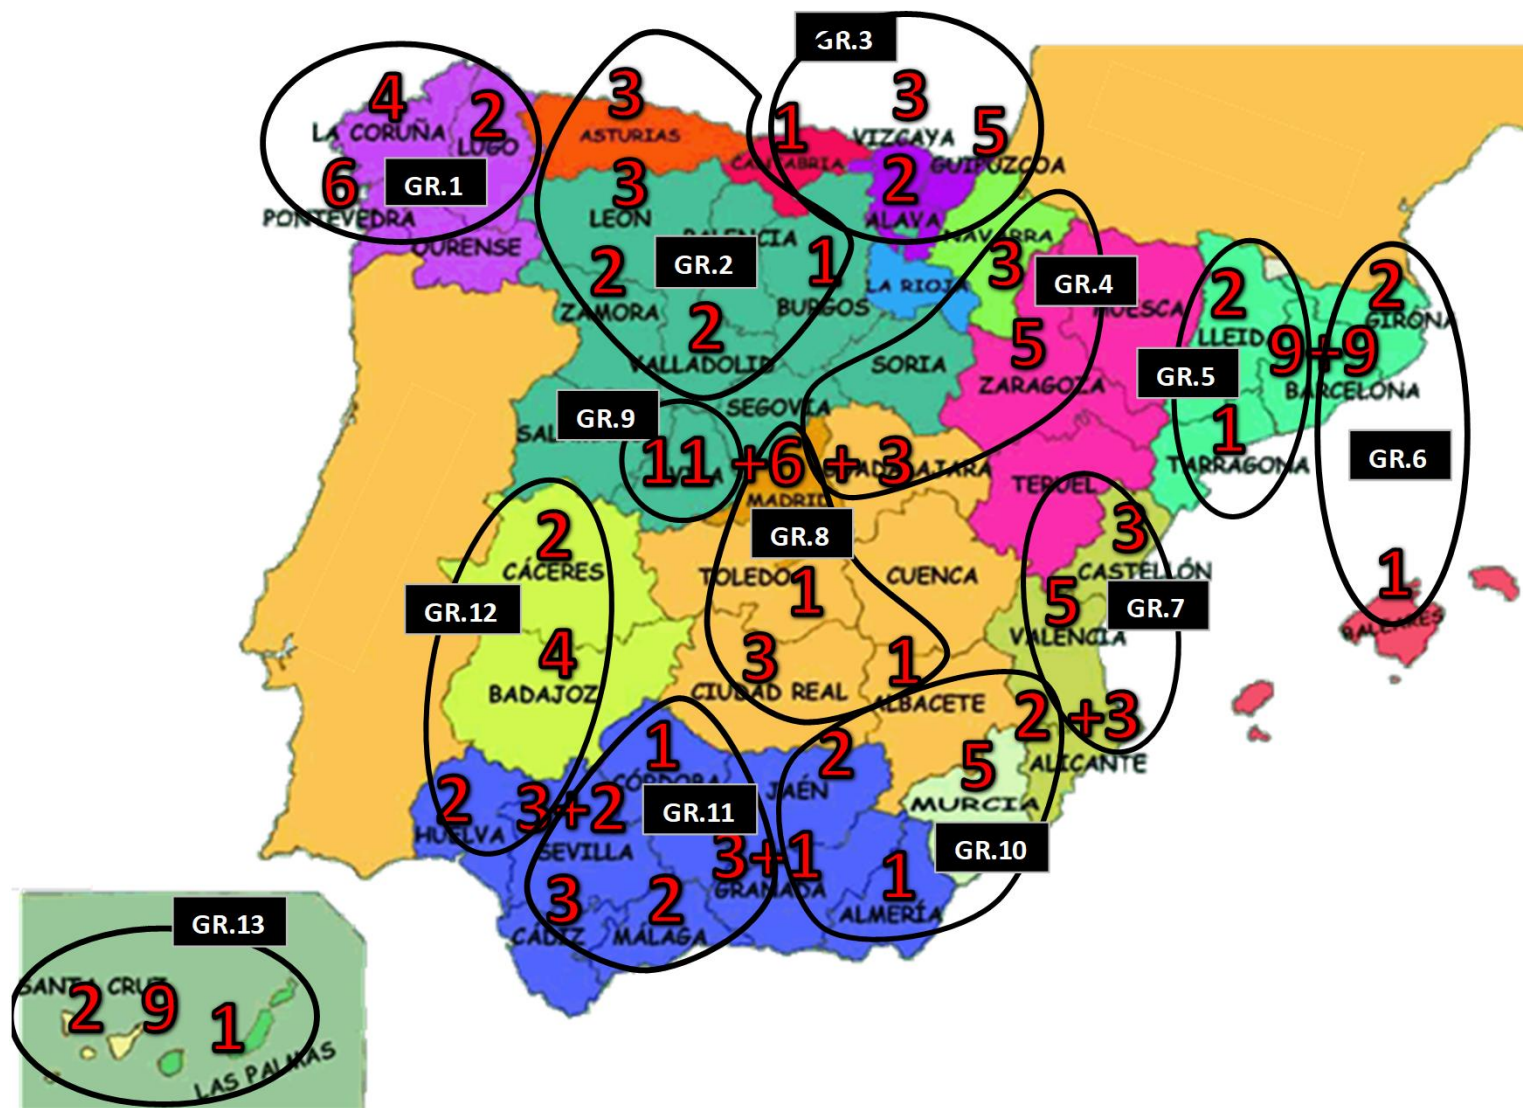 GR.3
4
2
3
1
3
5
LA CORUÑA
LUGO
ASTURIAS
CANTABRIA
VIZCAYA
GUIPUZCOA
6
GR.1
3
2
PONTEVEDRA
LEÓN
ALAVA
OURENSE
PALENCIA
NAVARRA
2
GR.2
1
3
GR.4
2
2
ZAMORA
BURGOS
LA RIOJA
HUESCA
LLEID
GIRONA
2
5
9+9
VALLADOLID
SORIA
ZARAGOZA
GR.5
BARCELONA
GR.9
SEGOVIA
1
TARRAGONA
GR.6
11 +6 + 3
GUADALAJARA
MADRID
TERUEL
GR.8
2
3
CÁCERES
TOLEDO
CUENCA
CASTELLÓN
1
GR.12
1
5
GR.7
VALENCIA
BALEARES
4
3
1
BADAJOZ
CIUDAD REAL
ALBACETE
2 +3
1
2
5
ALICANTE
CÓRDOBA
JAÉN
MURCIA
2
3+2
GR.11
HUELVA
SEVILLA
3+1
GR.10
GRANADA
3
2
1
CÁDIZ
MÁLAGA
ALMERÍA
GR.13
SANTA CRUZ
2
9
1
LAS PALMAS